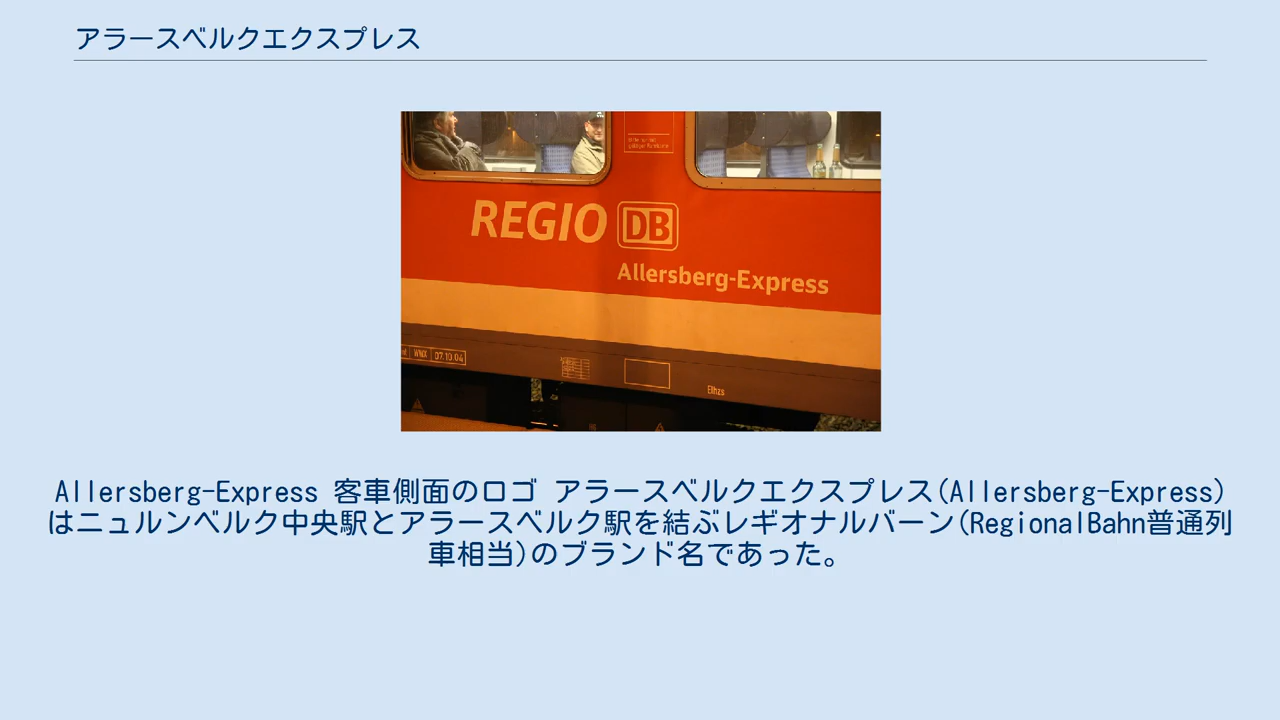 アラースベルクエクスプレス
REGIO DB
Allersberg-Express
07.10.04
Elhzs
Allersberg-Express 客車側面のロゴ アラースベルクエクスプレス(Allersberg-Express)
はニュルンベルク中央駅とアラースベルク駅を結ぶレギオナルバーン(RegionalBahn普通列
車相当)のブランド名であった。